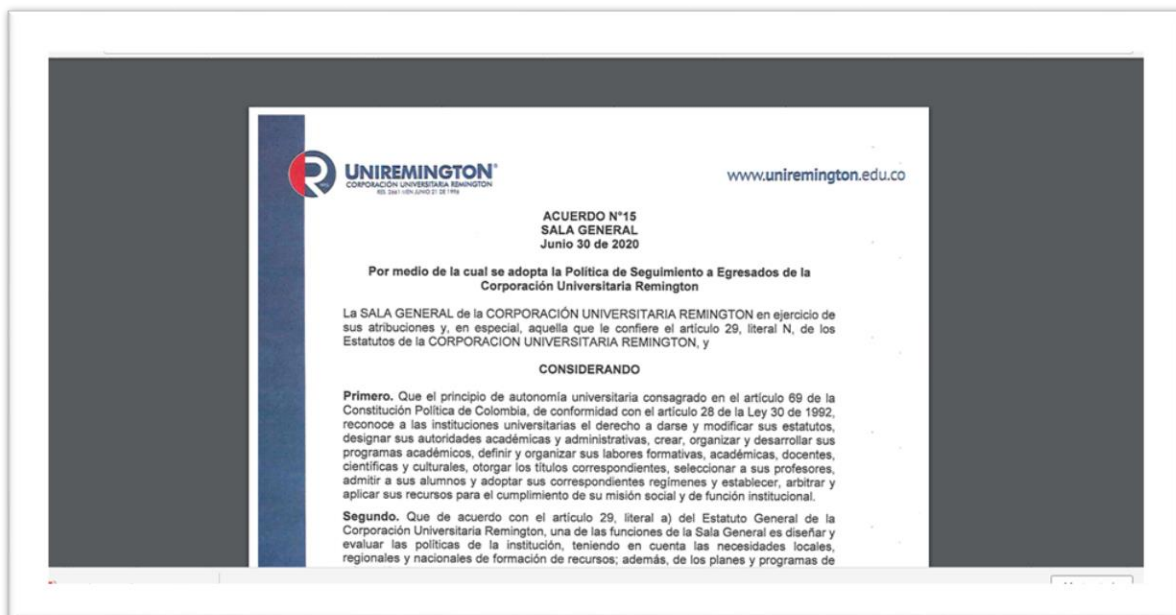 UNIREMINGTON®
CORPORACIÓN UNIVERSITARIA REMINGTON
RES. 2661 MEN JUNIO 21 DE 1996
www.uniremington.edu.co
ACUERDO N°15
SALA GENERAL
Junio 30 de 2020
Por medio de la cual se adopta la Política de Seguimiento a Egresados de la
Corporación Universitaria Remington
La SALA GENERAL de la CORPORACIÓN UNIVERSITARIA REMINGTON en ejercicio de
sus atribuciones y, en especial, aquella que le confiere el artículo 29, literal N, de los
Estatutos de la CORPORACION UNIVERSITARIA REMINGTON, y
CONSIDERANDO
Primero. Que el principio de autonomía universitaria consagrado en el artículo 69 de la
Constitución Política de Colombia, de conformidad con el artículo 28 de la Ley 30 de 1992,
reconoce a las instituciones universitarias el derecho a darse y modificar sus estatutos,
designar sus autoridades académicas y administrativas, crear, organizar y desarrollar sus
programas académicos, definir y organizar sus labores formativas, académicas, docentes,
científicas y culturales, otorgar los títulos correspondientes, seleccionar a sus profesores,
admitir a sus alumnos y adoptar sus correspondientes regímenes y establecer, arbitrar y
aplicar sus recursos para el cumplimiento de su misión social y de función institucional.
Segundo. Que de acuerdo con el artículo 29, literal a) del Estatuto General de la
Corporación Universitaria Remington, una de las funciones de la Sala General es diseñar y
evaluar las políticas de la institución, teniendo en cuenta las necesidades locales,
regionales y nacionales de formación de recursos; además, de los planes y programas de